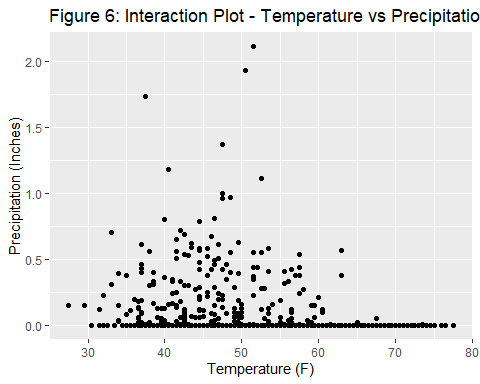 Figure 6: Interaction Plot - Temperature vs Precipitatio
2.0
1.5
1.0
0.5
0.0
Precipitation (Inches)
30 40 50 60 70 80
Temperature (F)